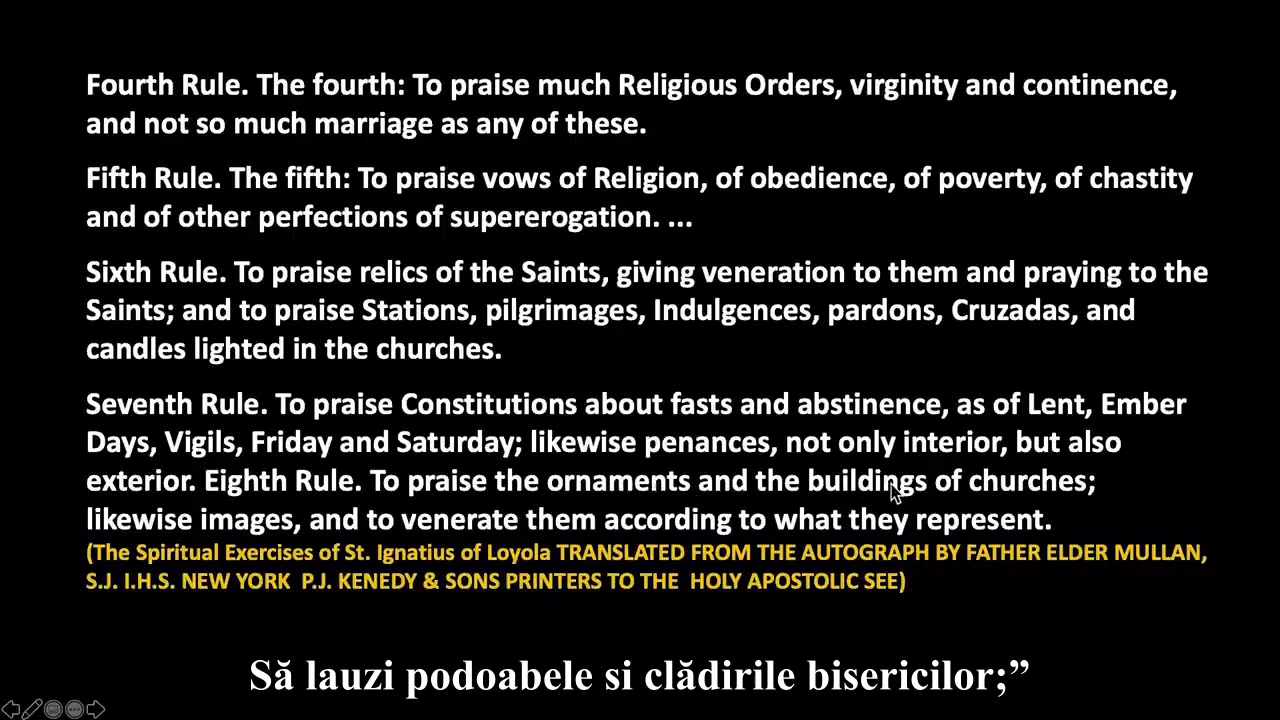 Fourth Rule. The fourth: To praise much Religious Orders, virginity and continence,
and not so much marriage as any of these.
Fifth Rule. The fifth: To praise vows of Religion, of obedience, of poverty, of chastity
and of other perfections of supererogation. ...
Sixth Rule. To praise relics of the Saints, giving veneration to them and praying to the
Saints; and to praise Stations, pilgrimages, Indulgences, pardons, Cruzadas, and
candles lighted in the churches.
Seventh Rule. To praise Constitutions about fasts and abstinence, as of Lent, Ember
Days, Vigils, Friday and Saturday; likewise penances, not only interior, but also
exterior. Eighth Rule. To praise the ornaments and the buildings of churches;
likewise images, and to venerate them according to what they represent.
(The Spiritual Exercises of St. Ignatius of Loyola TRANSLATED FROM THE AUTOGRAPH BY FATHER ELDER MULLAN,
S.J. I.H.S. NEW YORK P.J. KENEDY & SONS PRINTERS TO THE HOLY APOSTOLIC SEE)
Să lauzi podoabele si clădirile bisericilor;”